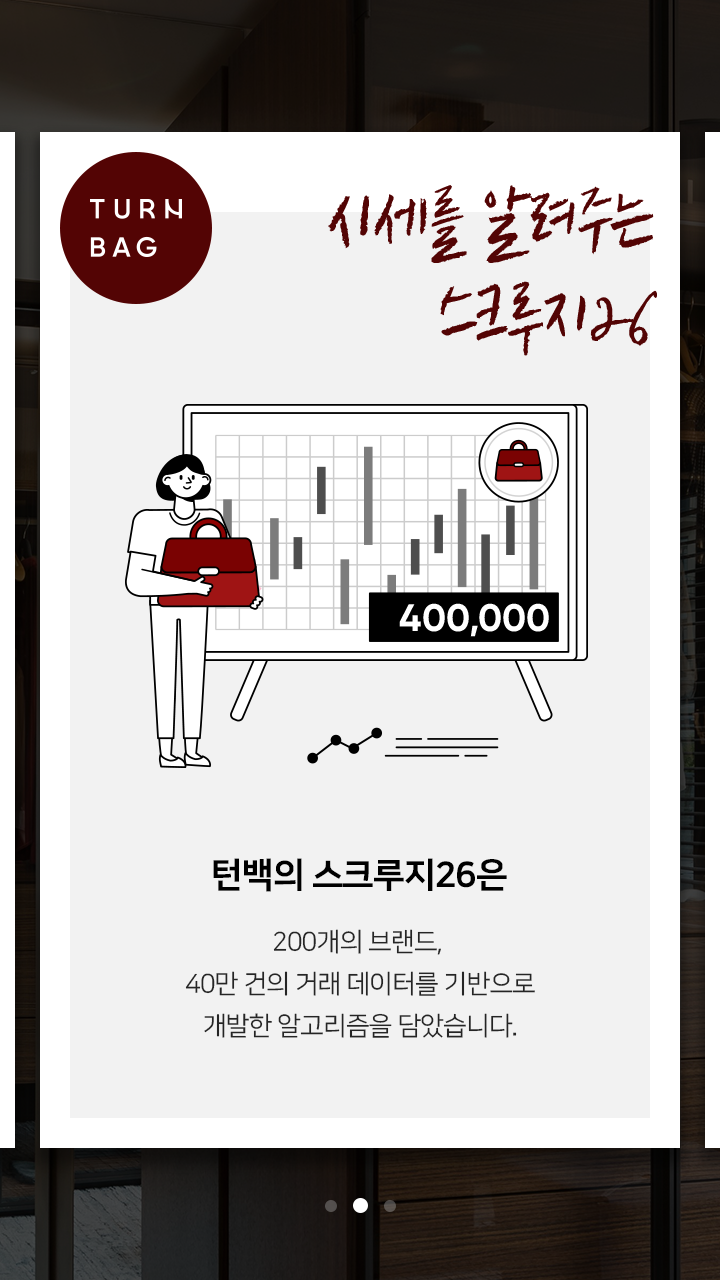 TURN
BAG
시세를 알려주는
스크루지26
400,000
턴백의 스크루지26은
200개의 브랜드,
40만 건의 거래 데이터를 기반으로
개발한 알고리즘을 담았습니다.